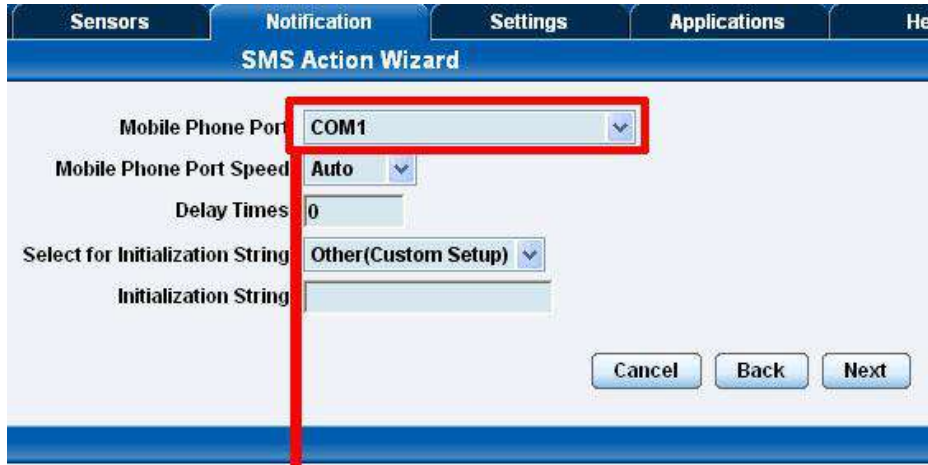 Sensors Notification Settings Applications He
SMS Action Wizard
Mobile Phone Port COM1
Mobile Phone Port Speed Auto
Delay Times 0
Select for Initialization String Other(Custom Setup)
Initialization String
Cancel Back Next